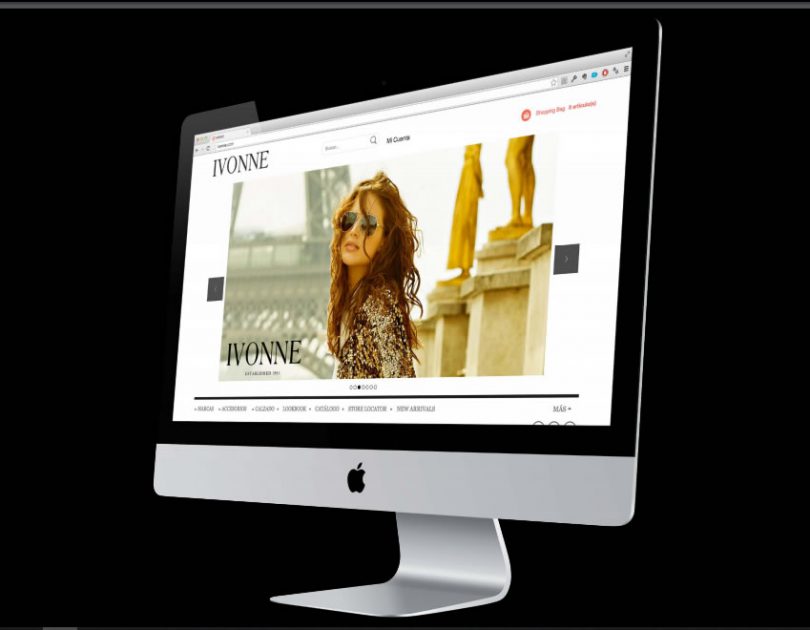 Shopping Bag 0 artículo(s)
Buscar...
Mi Cuenta
IVONNE
IVONNE
ESTABLISHED 1951
MARCAS ACCESORIOS CALZADO LOOKBOOK CATÁLOGO STORE LOCATOR NEW ARRIVALS MÁS